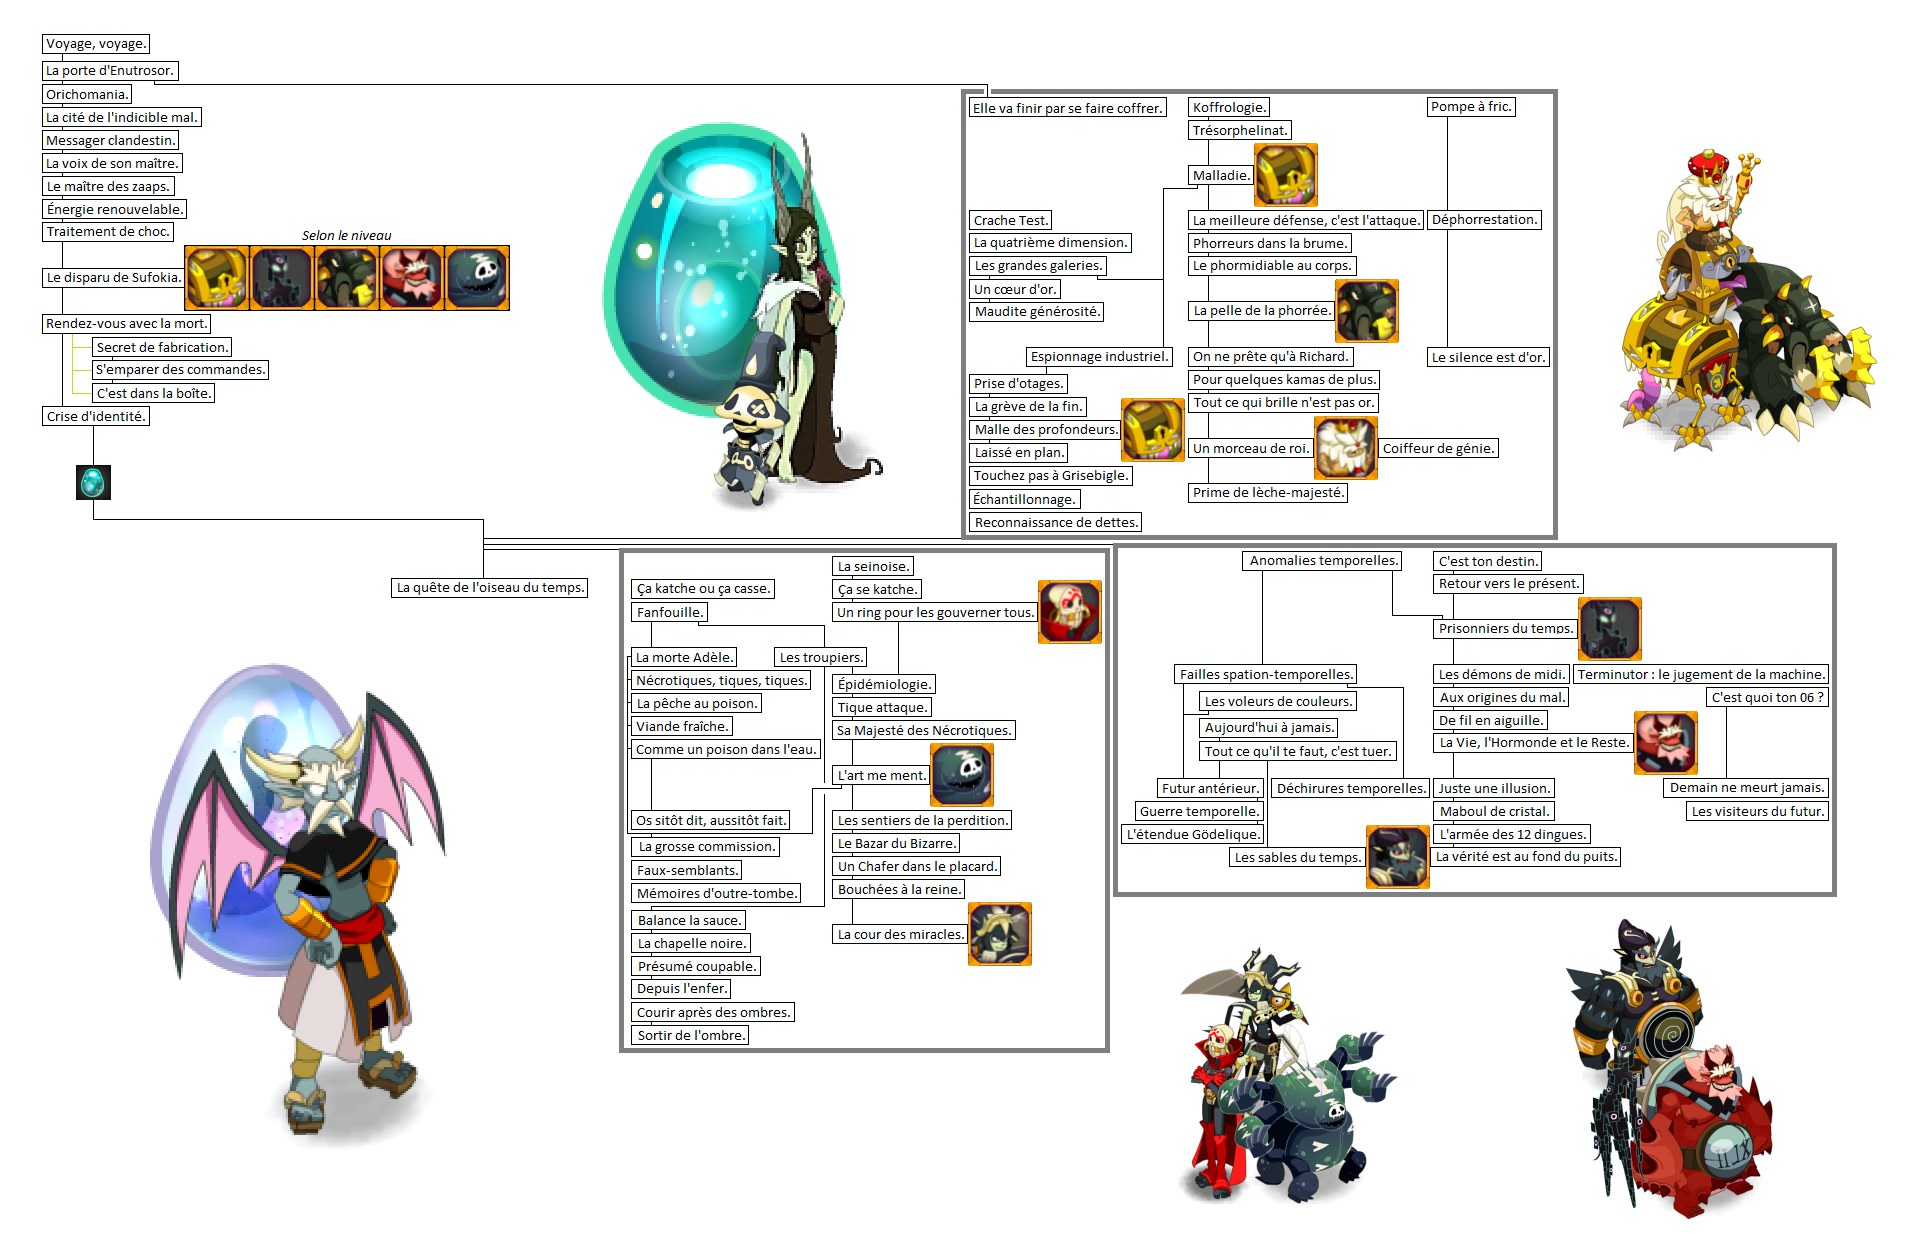 Voyage, voyage.
La porte d'Enutrosor.
Orichomania.
La cité de l'indicible mal.
Messager clandestin.
La voix de son maître.
Le maître des zaaps.
Énergie renouvelable.
Traitement de choc.
Selon le niveau
Le disparu de Sufokia.
Rendez-vous avec la mort.
Secret de fabrication.
S'emparer des commandes.
C'est dans la boîte.
Crise d'identité.
La quête de l'oiseau du temps.
Elle va finir par se faire coffrer.
Crache Test.
La quatrième dimension.
Les grandes galeries.
Un cœur d'or.
Maudite générosité.
Espionnage industriel.
Prise d'otages.
La grève de la fin.
Malle des profondeurs.
Laissé en plan.
Touchez pas à Grisebigle.
Échantillonnage.
Reconnaissance de dettes.
Koffrologie.
Trésorphelinat.
Malladie.
La meilleure défense, c'est l'attaque.
Phorreurs dans la brume.
Le phormidiable au corps.
La pelle de la phorrée.
On ne prête qu'à Richard.
Pour quelques kamas de plus.
Tout ce qui brille n'est pas or.
Un morceau de roi.
Coiffeur de génie.
Prime de lèche-majesté.
Pompe à fric.
Déphorrestation.
Le silence est d'or.
Ça katche ou ça casse.
Fanfouille.
La morte Adèle.
Les troupiers.
Nécrotiques, tiques, tiques.
La pêche au poison.
Viande fraîche.
Comme un poison dans l'eau.
Os sitôt dit, aussitôt fait.
La grosse commission.
Faux-semblants.
Mémoires d'outre-tombe.
Balance la sauce.
La chapelle noire.
Présumé coupable.
Depuis l'enfer.
Courir après des ombres.
Sortir de l'ombre.
La seinoise.
Ça se katche.
Un ring pour les gouverner tous.
Épidémiologie.
Tique attaque.
Sa Majesté des Nécrotiques.
L'art me ment.
Les sentiers de la perdition.
Le Bazar du Bizarre.
Un Chafer dans le placard.
Bouchées à la reine.
La cour des miracles.
Anomalies temporelles.
Failles spation-temporelles.
Les voleurs de couleurs.
Aujourd'hui à jamais.
Tout ce qu'il te faut, c'est tuer.
Futur antérieur.
Déchirures temporelles.
Guerre temporelle.
L'étendue Gödelique.
Les sables du temps.
C'est ton destin.
Retour vers le présent.
Prisonniers du temps.
Les démons de midi.
Terminutor : le jugement de la machine.
Aux origines du mal.
C'est quoi ton 06 ?
De fil en aiguille.
La Vie, l'Hormonde et le Reste.
Juste une illusion.
Demain ne meurt jamais.
Maboul de cristal.
Les visiteurs du futur.
L'armée des 12 dingues.
La vérité est au fond du puits.